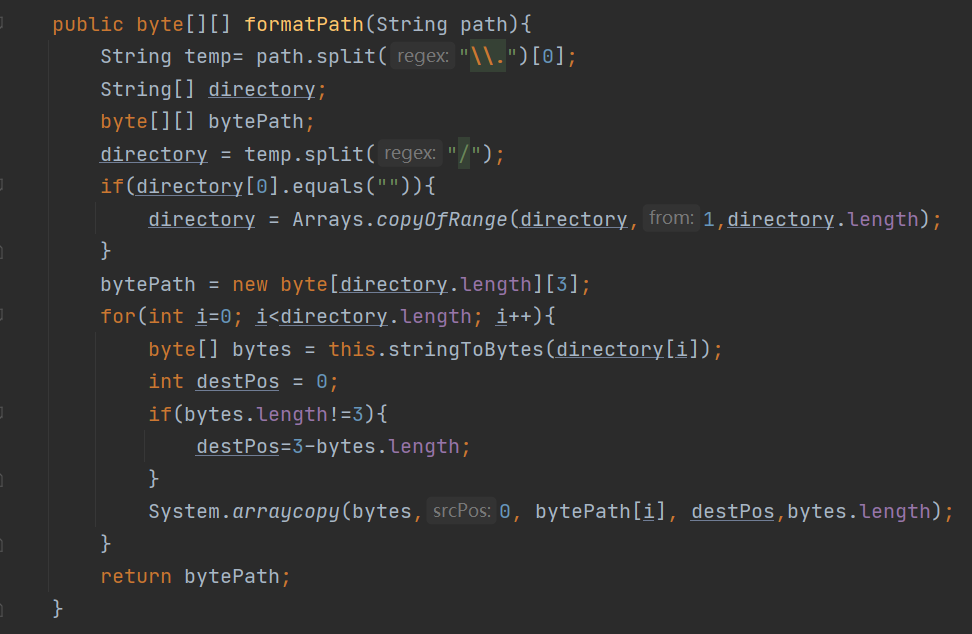 public byte[][] formatPath(String path){
String temp= path.split( regex: "\\.")[0];
String[] directory;
byte[][] bytePath;
directory = temp.split( regex: "/");
if(directory[0].equals("")){
directory = Arrays.copyOfRange(directory, from: 1,directory.length);
}
bytePath = new byte[directory.length][3];
for(int i=0; i<directory.length; i++){
byte[] bytes = this.stringToBytes(directory[i]);
int destPos = 0;
if(bytes.length!=3){
destPos=3-bytes.length;
}
System.arraycopy(bytes, srcPos: 0, bytePath[i], destPos,bytes.length);
}
return bytePath;
}